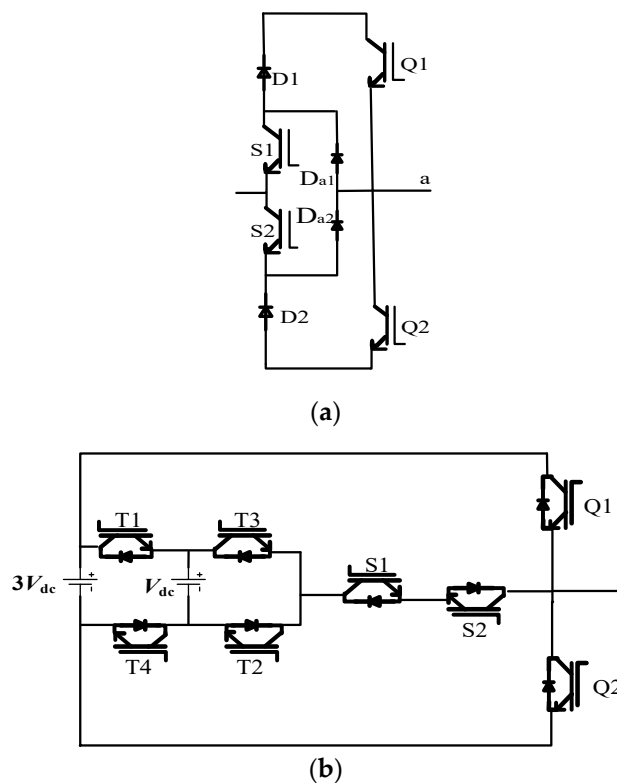 Q1
D1
S1
Da1
a
S2
Da2
D2
Q2
(a)
T1 T3
Q1
S1
3Vdc
Vdc
S2
T4 T2
Q2
(b)